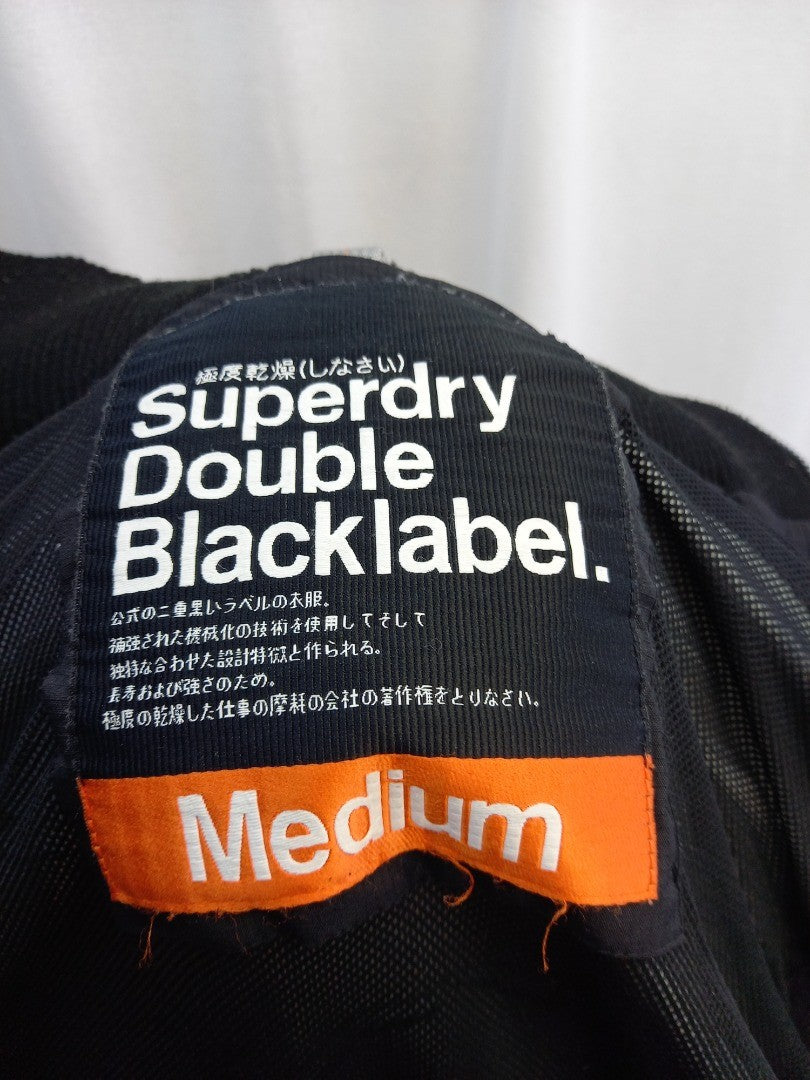 極度乾燥(しなさい)
Superdry
Double
Blacklabel.
公式の二重黒いラベルの衣服。
補強された機械化の技術を使用してそして
独特な合わせた設計特徴と作られる。
長寿および強さのため。
極度の乾燥した仕事の摩耗の会社の著作権をとりなさい。
Medium